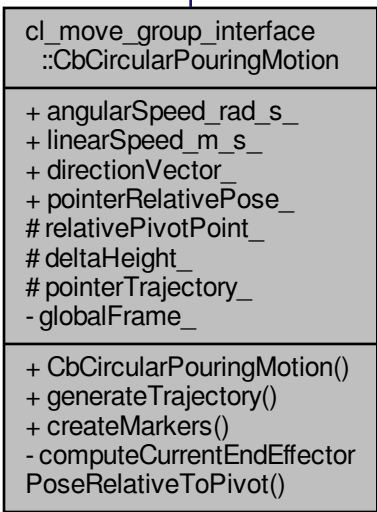 cl_move_group_interface
::CbCircularPouringMotion
+ angularSpeed_rad_s_
+ linearSpeed_m_s_
+ directionVector_
+ pointerRelativePose_
# relativePivotPoint_
# deltaHeight_
# pointerTrajectory_
- globalFrame_
+ CbCircularPouringMotion()
+ generateTrajectory()
+ createMarkers()
- computeCurrentEndEffector
PoseRelativeToPivot()